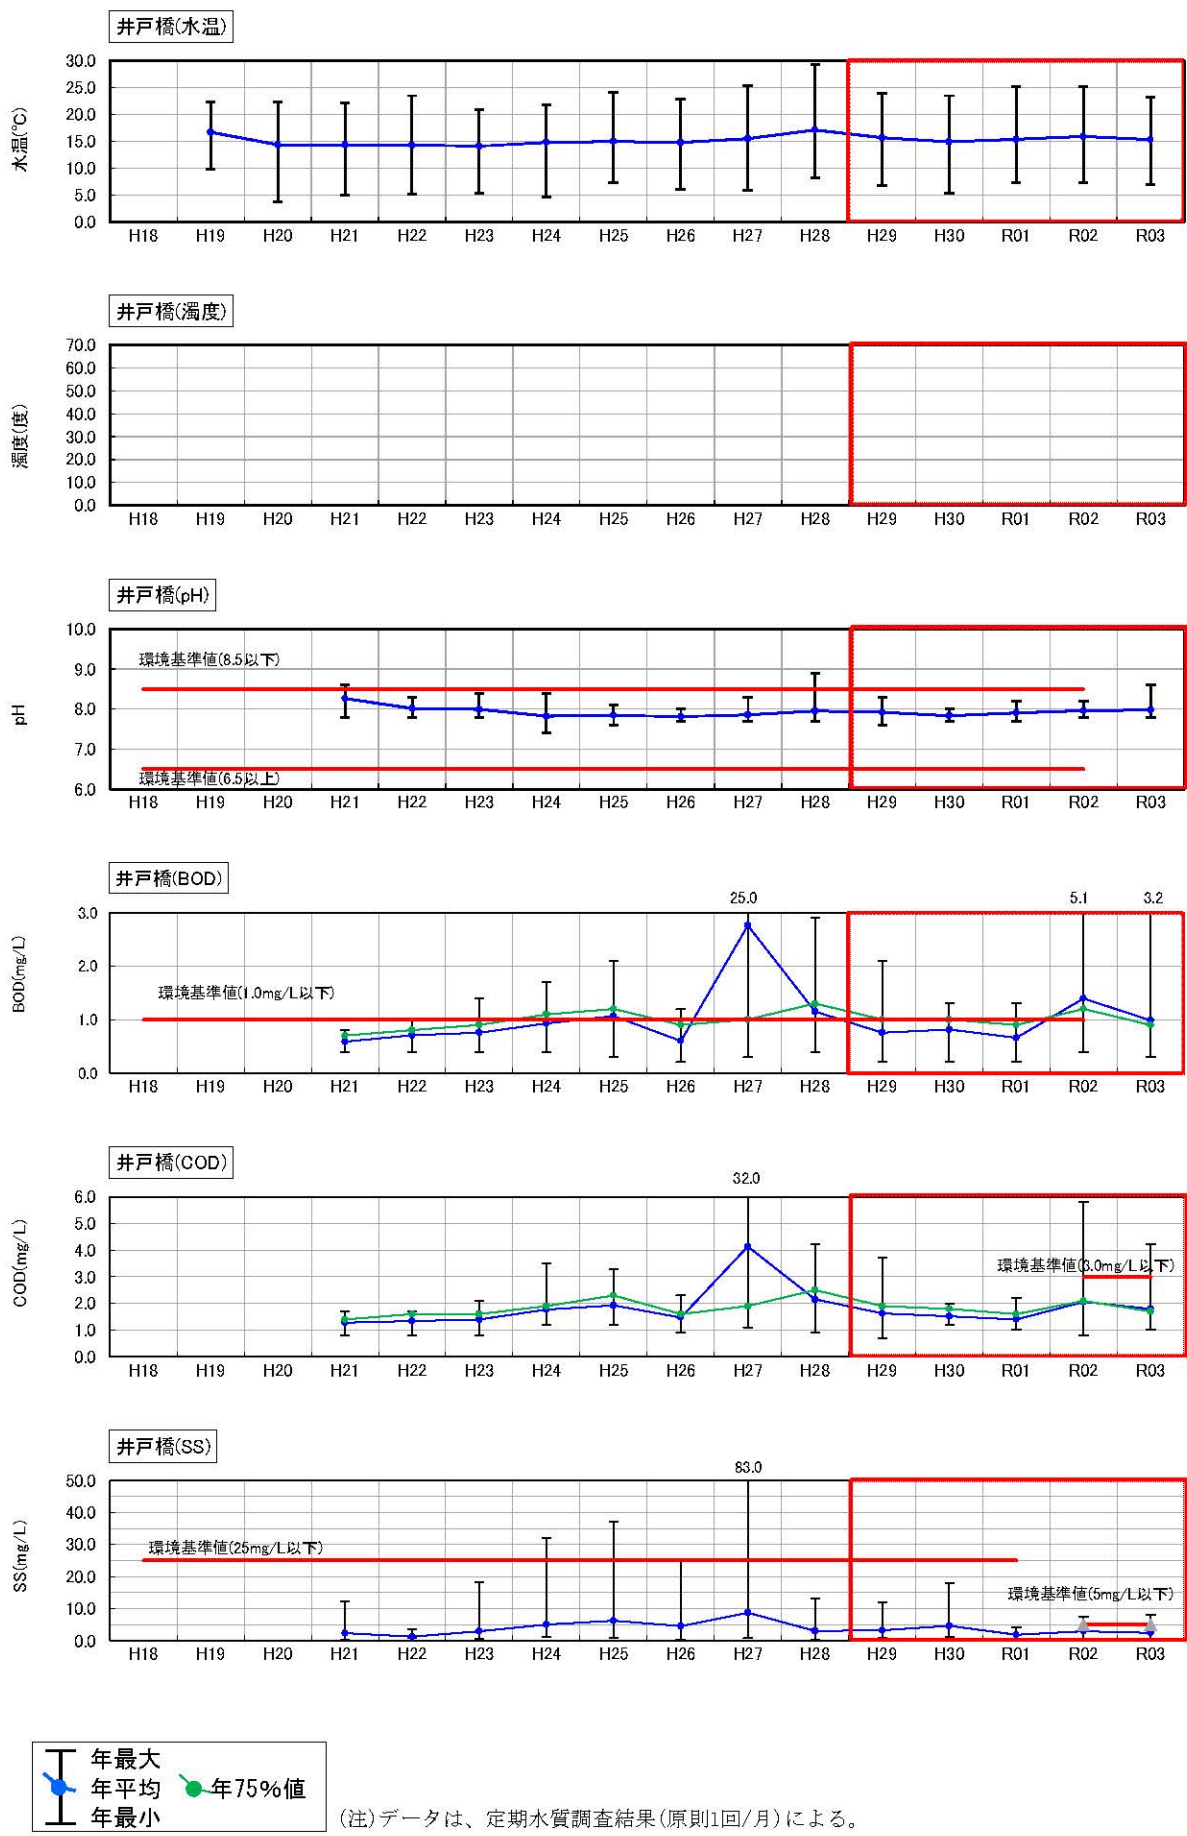 井戸橋(水温)
水温(℃)
30.0
25.0
20.0
15.0
10.0
5.0
0.0
H18 H19 H20 H21 H22 H23 H24 H25 H26 H27 H28 H29 H30 R01 R02 R03
井戸橋(濁度)
濁度(度)
70.0
60.0
50.0
40.0
30.0
20.0
10.0
0.0
H18 H19 H20 H21 H22 H23 H24 H25 H26 H27 H28 H29 H30 R01 R02 R03
井戸橋(pH)
pH
10.0
環境基準値(8.5以下)
9.0
8.0
7.0
環境基準値(6.5以上)
6.0
H18 H19 H20 H21 H22 H23 H24 H25 H26 H27 H28 H29 H30 R01 R02 R03
井戸橋(BOD)
25.0 5.1 3.2
BOD(mg/L)
3.0
2.0
環境基準値(1.0mg/L以下)
1.0
0.0
H18 H19 H20 H21 H22 H23 H24 H25 H26 H27 H28 H29 H30 R01 R02 R03
井戸橋(COD)
32.0
COD(mg/L)
6.0
5.0
4.0
環境基準値(3.0mg/L以下)
3.0
2.0
1.0
0.0
H18 H19 H20 H21 H22 H23 H24 H25 H26 H27 H28 H29 H30 R01 R02 R03
井戸橋(SS)
83.0
SS(mg/L)
50.0
40.0
30.0
環境基準値(25mg/L以下)
20.0
環境基準値(5mg/L以下)
10.0
0.0
H18 H19 H20 H21 H22 H23 H24 H25 H26 H27 H28 H29 H30 R01 R02 R03
年最大
年平均 年75%値
年最小
(注)データは、定期水質調査結果(原則1回/月)による。